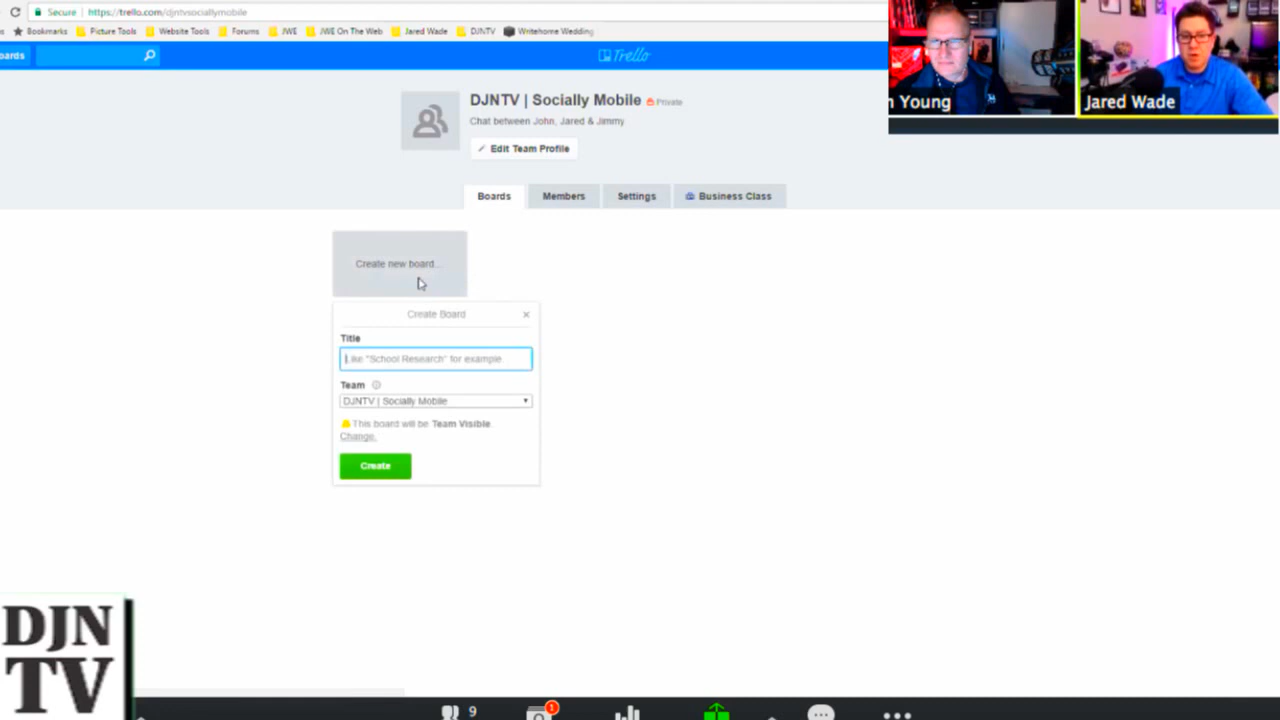 Secure https://trello.com/djntvsociallymobile
Bookmarks Picture Tools Website Tools Forums JWE JWE On The Web Jared Wade DJNTV Writehome Wedding
oards
Trello
DJNTV | Socially Mobile Private
Chat between John, Jared & Jimmy
Edit Team Profile
Boards Members Settings Business Class
Create new board...
Create Board
Title
Like "School Research" for example.
Team
DJNTV | Socially Mobile
This board will be Team Visible
Change.
Create
n Young
Jared Wade
DJN
TV
9
1